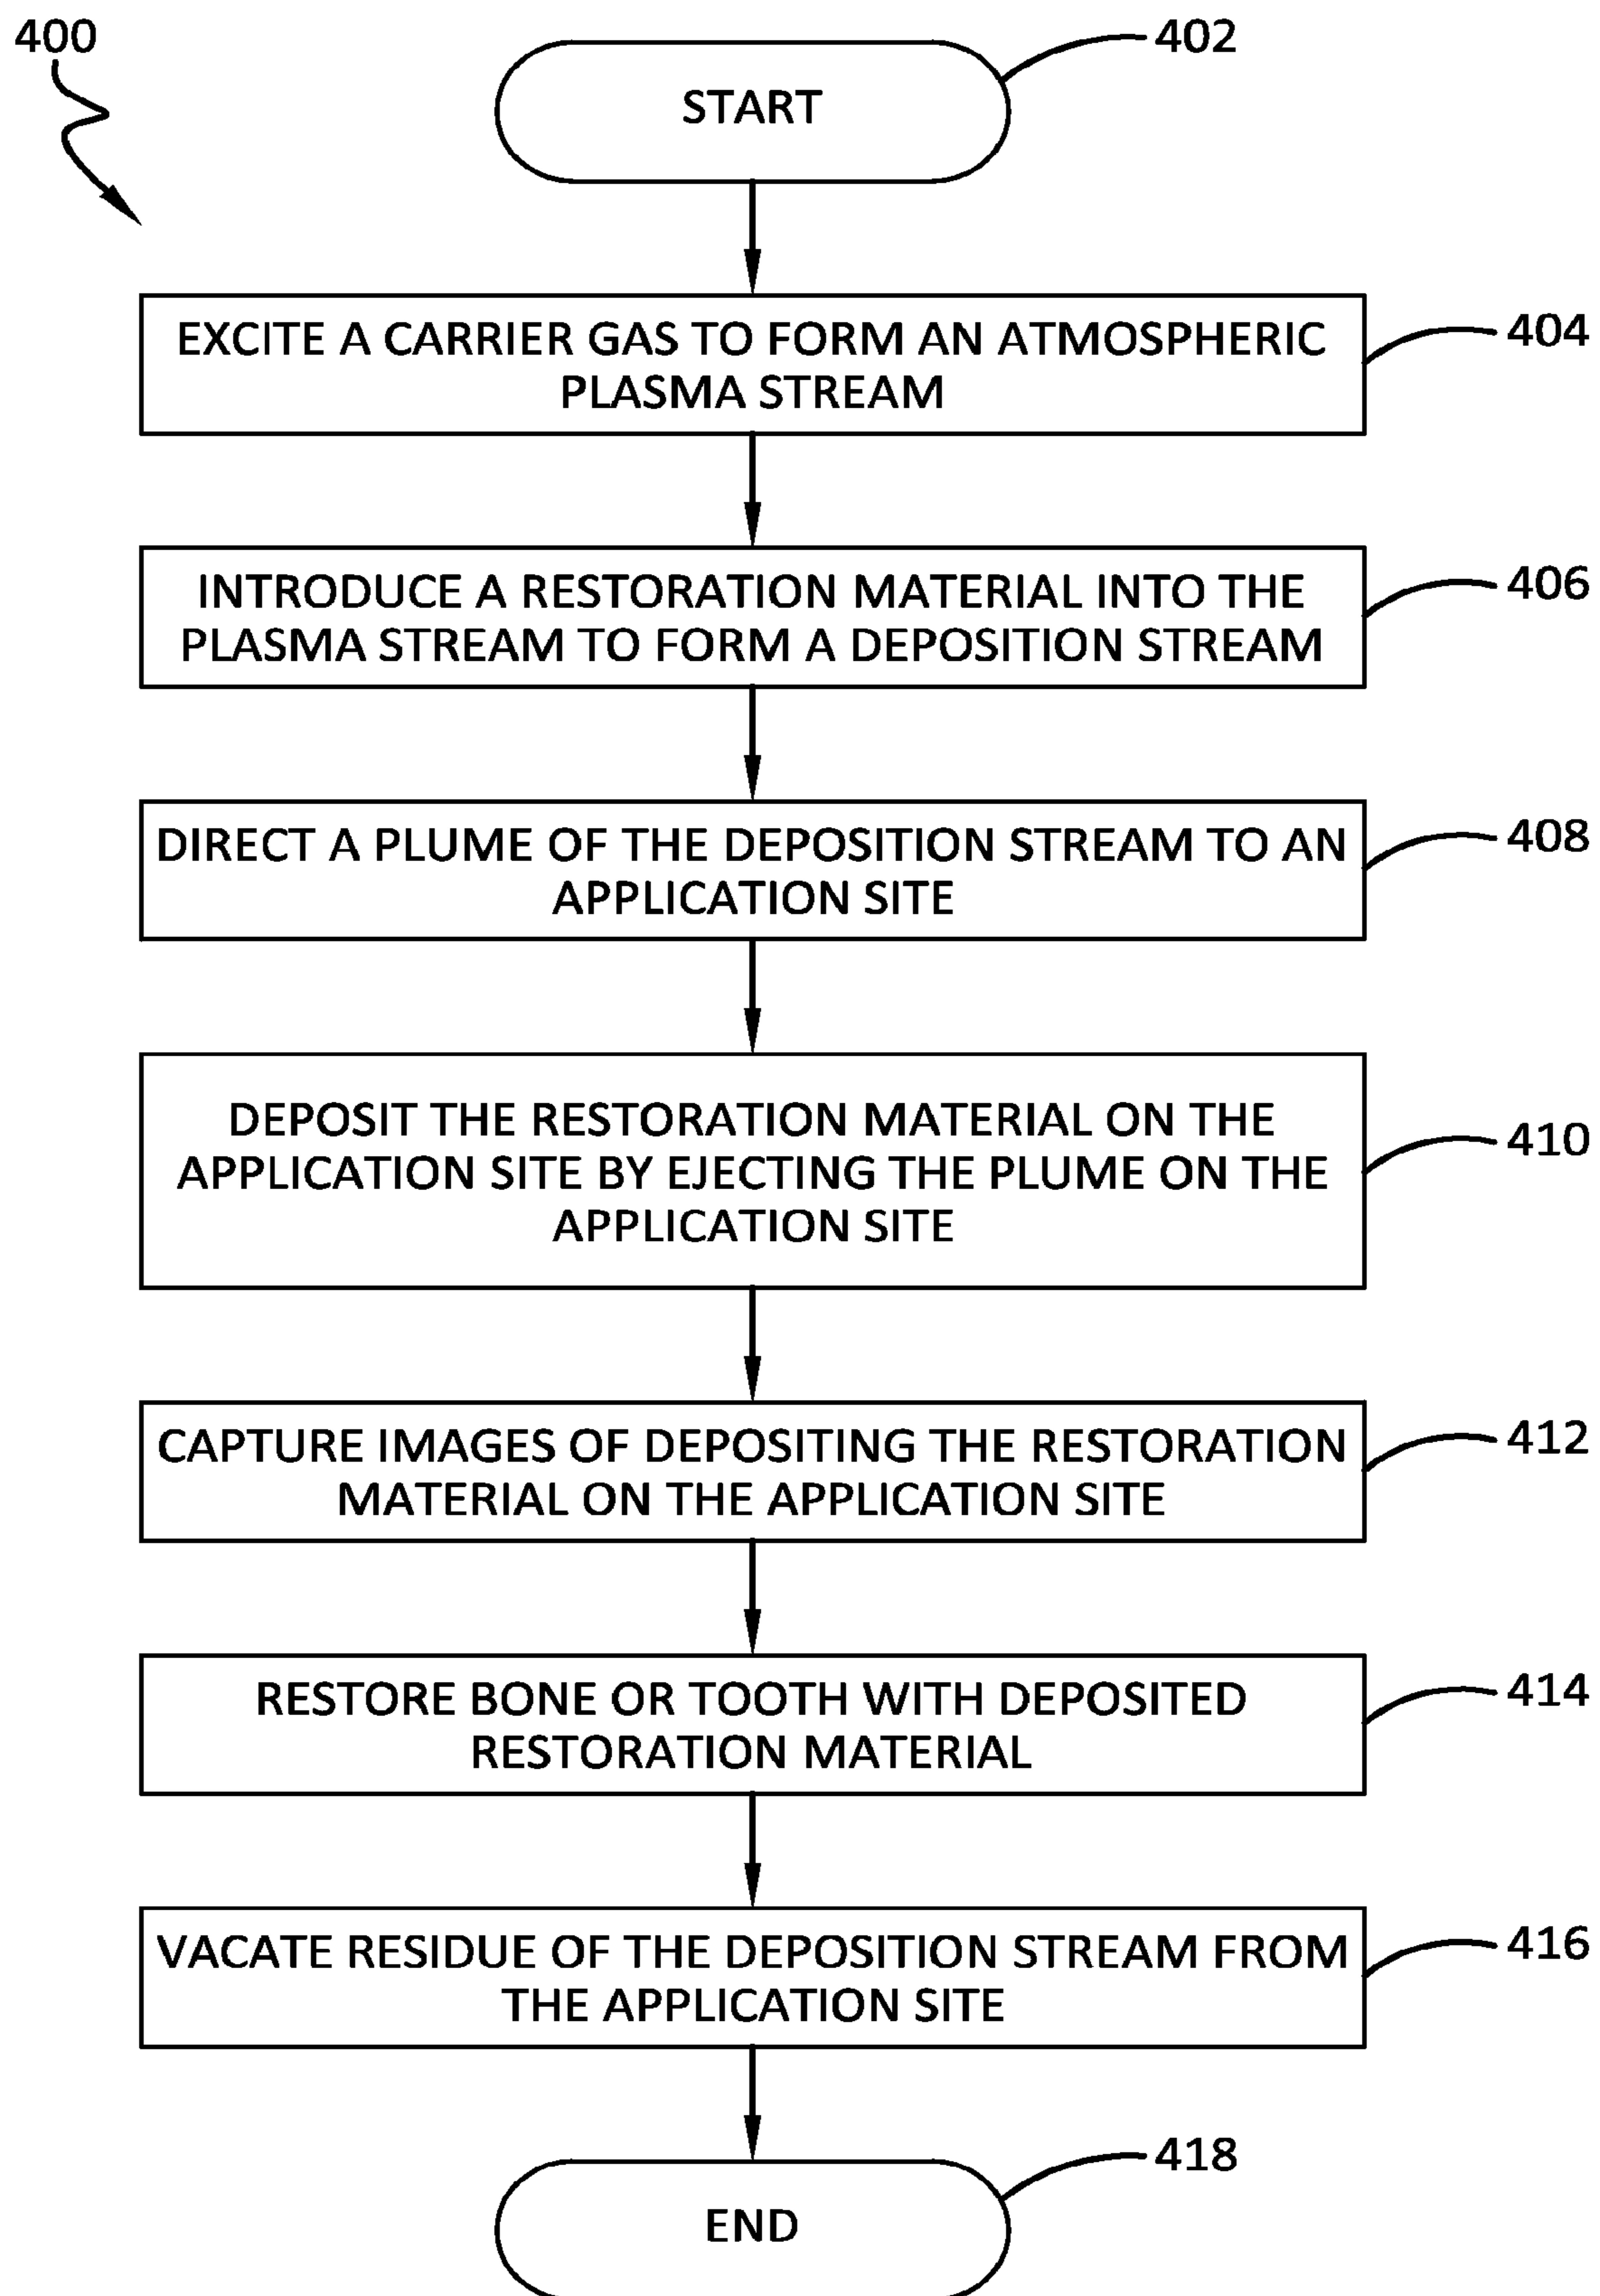 400
402
START
EXCITE A CARRIER GAS TO FORM AN ATMOSPHERIC
PLASMA STREAM
404
INTRODUCE A RESTORATION MATERIAL INTO THE
PLASMA STREAM TO FORM A DEPOSITION STREAM
406
DIRECT A PLUME OF THE DEPOSITION STREAM TO AN
APPLICATION SITE
408
DEPOSIT THE RESTORATION MATERIAL ON THE
APPLICATION SITE BY EJECTING THE PLUME ON THE
APPLICATION SITE
410
CAPTURE IMAGES OF DEPOSITING THE RESTORATION
MATERIAL ON THE APPLICATION SITE
412
RESTORE BONE OR TOOTH WITH DEPOSITED
RESTORATION MATERIAL
414
VACATE RESIDUE OF THE DEPOSITION STREAM FROM
THE APPLICATION SITE
416
418
END